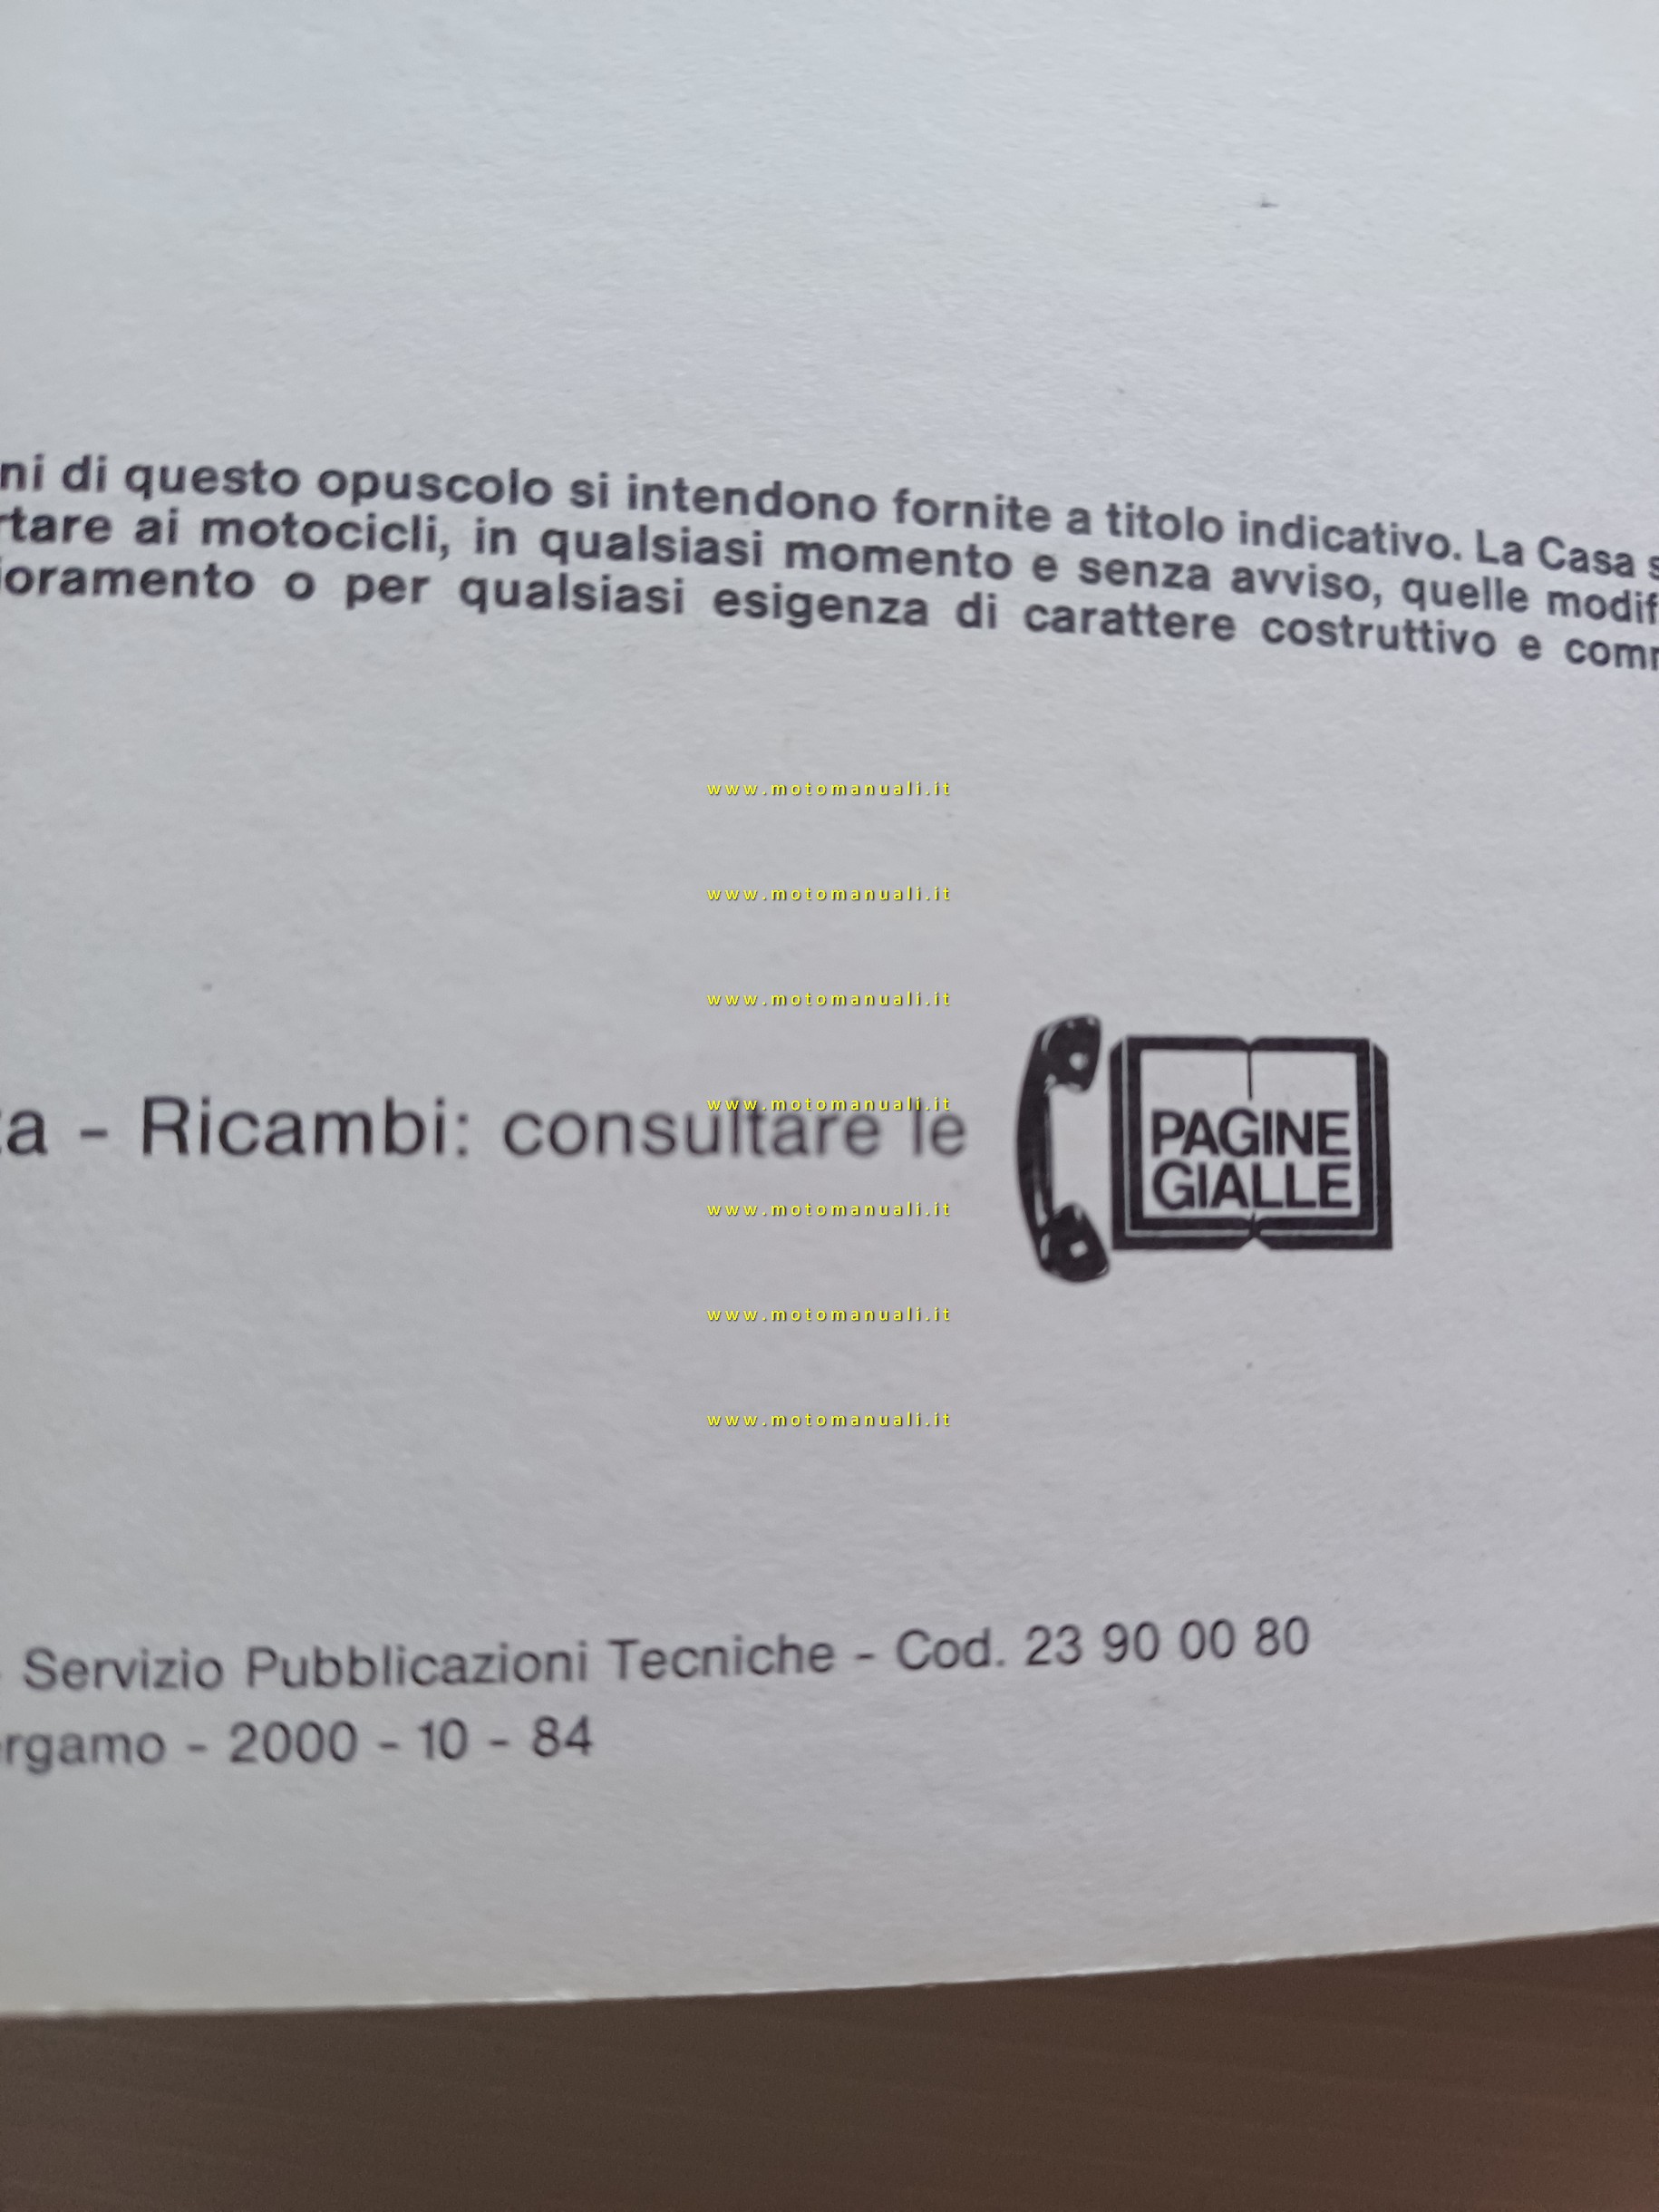 ni di questo opuscolo si intendono fornite a titolo indicativo. La Casa s
rtare ai motocicli, in qualsiasi momento e senza avviso, quelle modif
ioramento o per qualsiasi esigenza di carattere costruttivo e com
www.motomanuali.it
www.motomanuali.it
www.motomanuali.it
www.motomanuali.it
a - Ricambi: consultare le
PAGINE
GIALLE
www.motomanuali.it
www.motomanuali.it
www.motomanuali.it
Servizio Pubblicazioni Tecniche - Cod. 23 90 00 80
rgamo - 2000 - 10 - 84